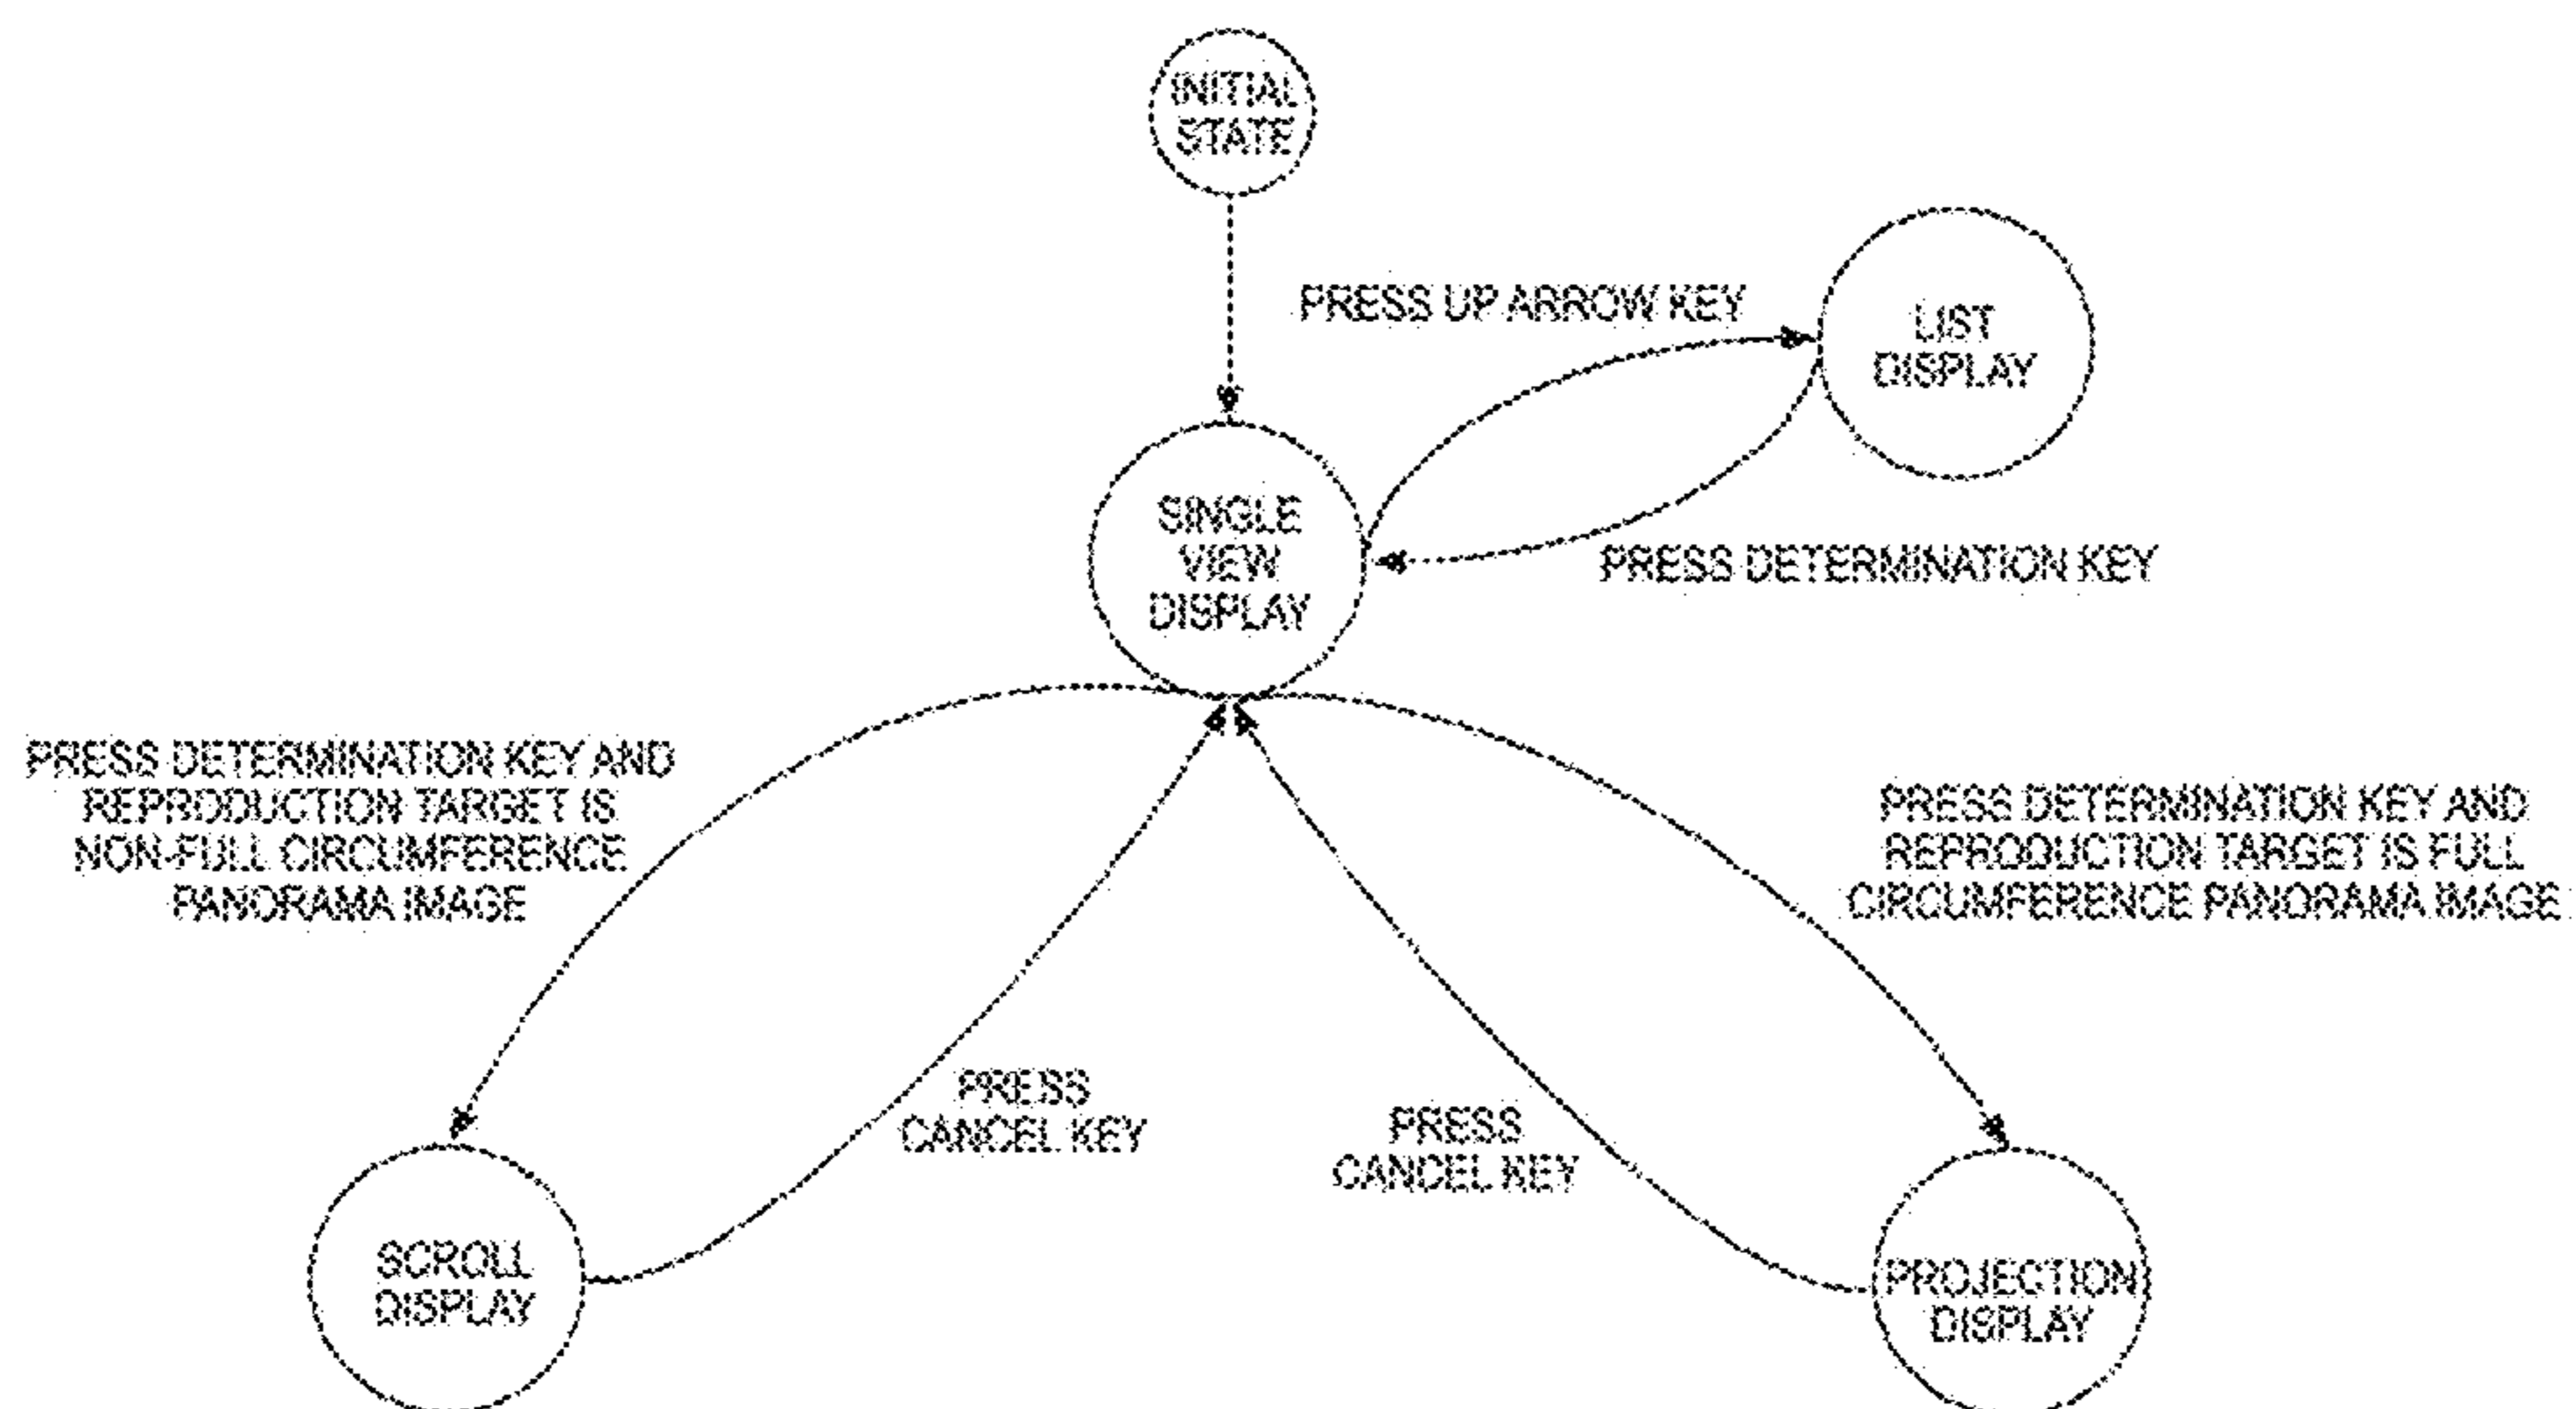 INITIAL
STATE
PRESS UP ARROW KEY
LIST
DISPLAY
SINGLE
VIEW
DISPLAY
PRESS DETERMINATION KEY
PRESS DETERMINATION KEY AND
REPRODUCTION TARGET IS
NON-FULL CIRCUMFERENCE
PANORAMA IMAGE
PRESS DETERMINATION KEY AND
REPRODUCTION TARGET IS FULL
CIRCUMFERENCE PANORAMA IMAGE
PRESS
CANCEL KEY
PRESS
CANCEL KEY
SCROLL
DISPLAY
PROJECTION
DISPLAY